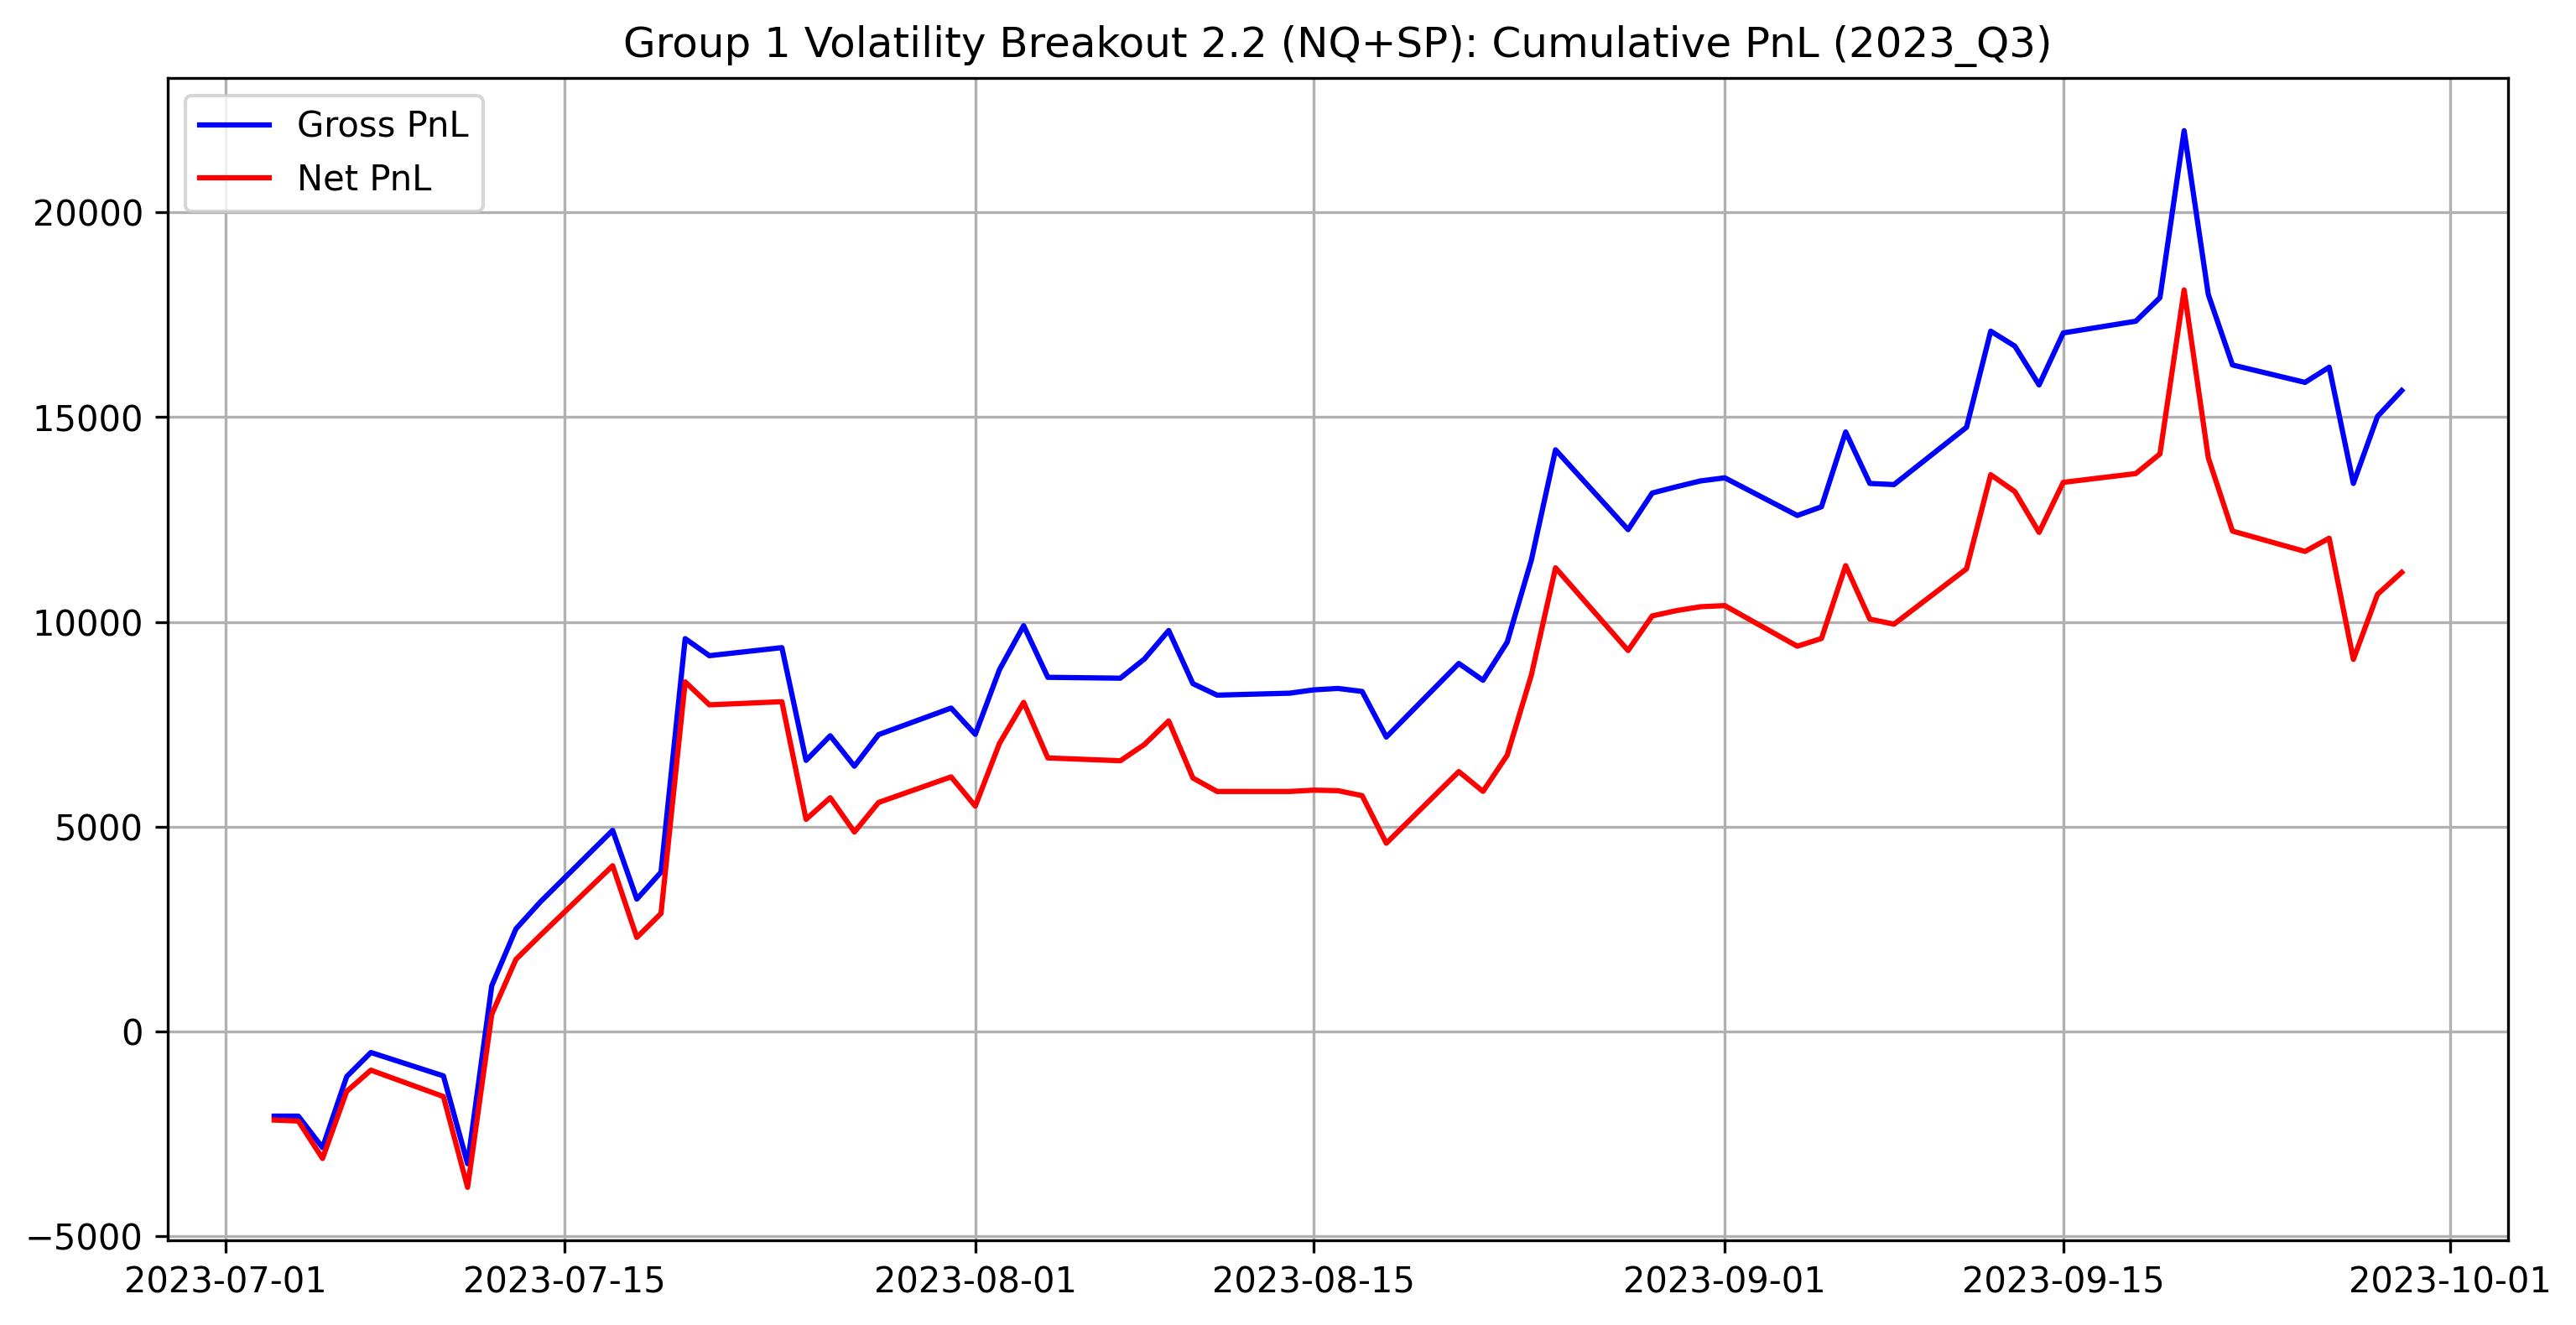 Group 1 Volatility Breakout 2.2 (NQ+SP): Cumulative PnL (2023_Q3)
Gross PnL
Net PnL
20000
15000
10000
5000
0
−5000
2023-07-01 2023-07-15 2023-08-01 2023-08-15 2023-09-01 2023-09-15 2023-10-01